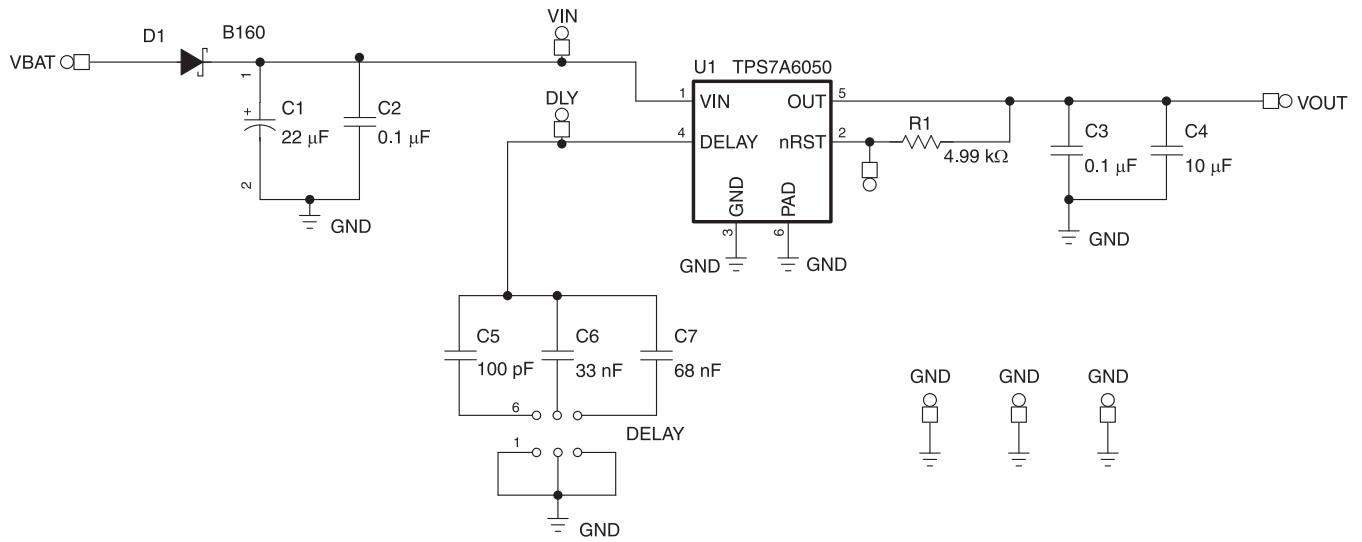 VIN
D1 B160
VBAT
U1 TPS7A6050
1
+
C1
22 µF
C2
0.1 µF
2
GND
DLY
1 VIN OUT 5
4 DELAY nRST 2
GND PAD
3 6
GND GND
R1
4.99 kΩ
VOUT
C3
0.1 µF
C4
10 µF
GND
C5
100 pF
C6
33 nF
C7
68 nF
6
DELAY
1
GND
GND GND GND